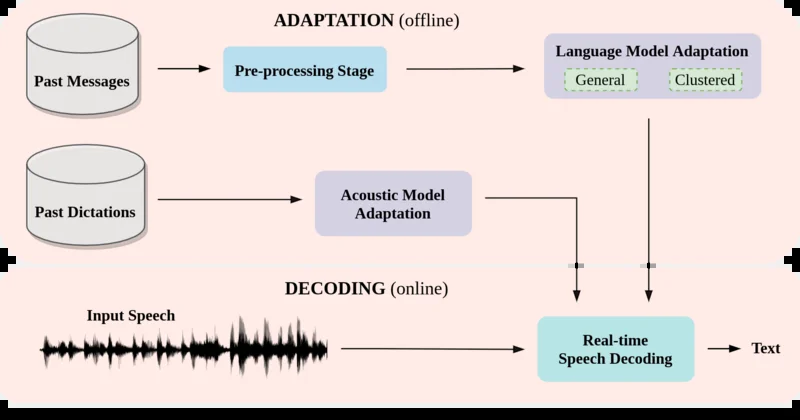 ADAPTATION (offline)
Past Messages
Pre-processing Stage
Language Model Adaptation
General
Clustered
Past Dictations
Acoustic Model
Adaptation
DECODING (online)
Input Speech
Real-time
Speech Decoding
Text